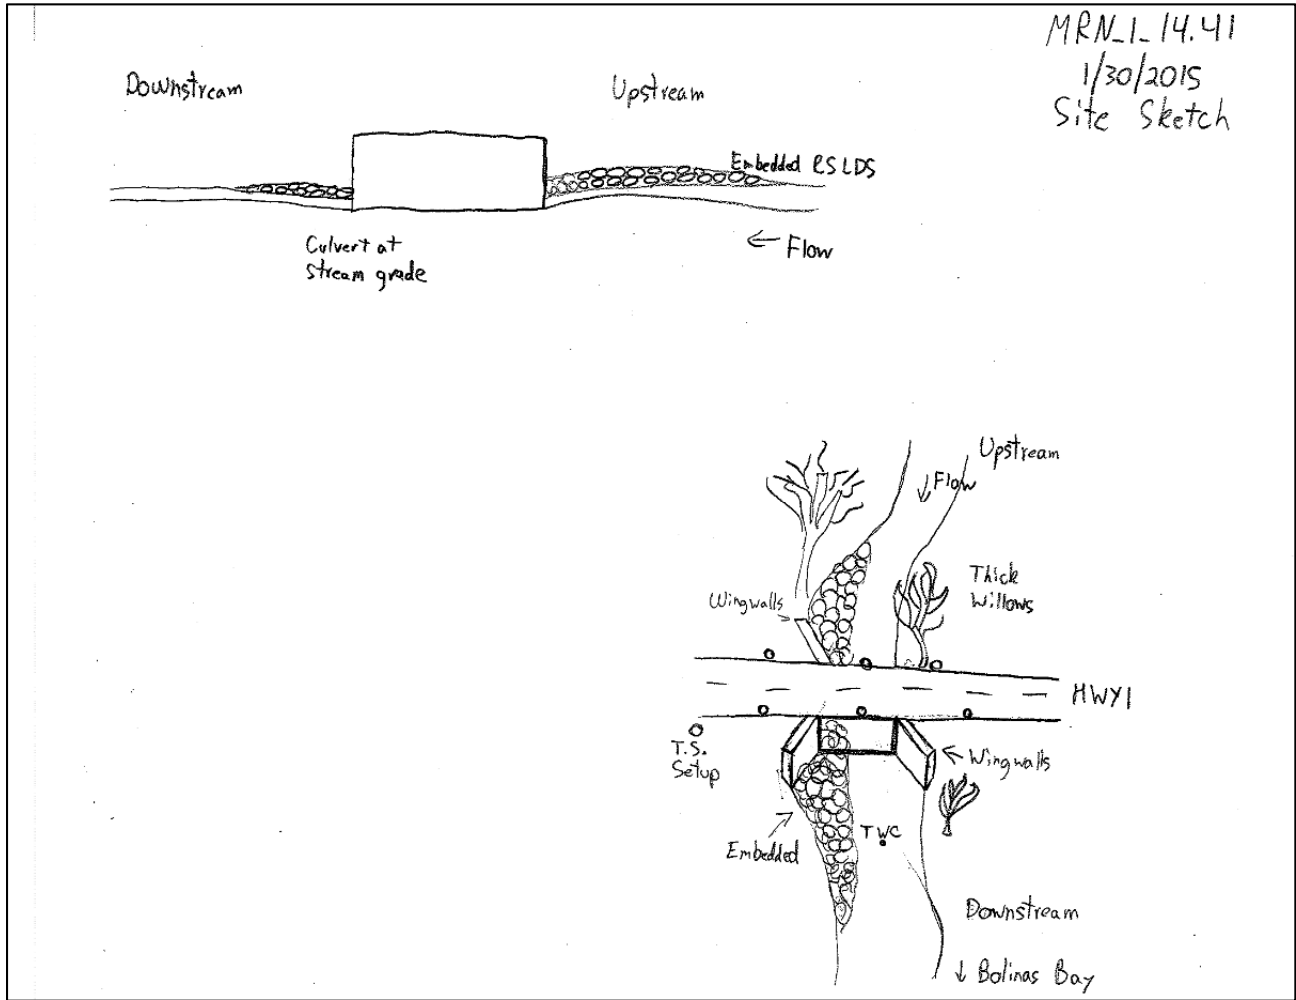 MRN_1_14.41
1/30/2015
Site Sketch
Downstream
Upstream
Embedded RSLDS
Culvert at
stream grade
← Flow
Upstream
↓ Flow
Thick
Willows
Wingwalls
HWY1
T.S.
Setup
← Wingwalls
TWC
Embedded
Downstream
↓ Bolinas Bay